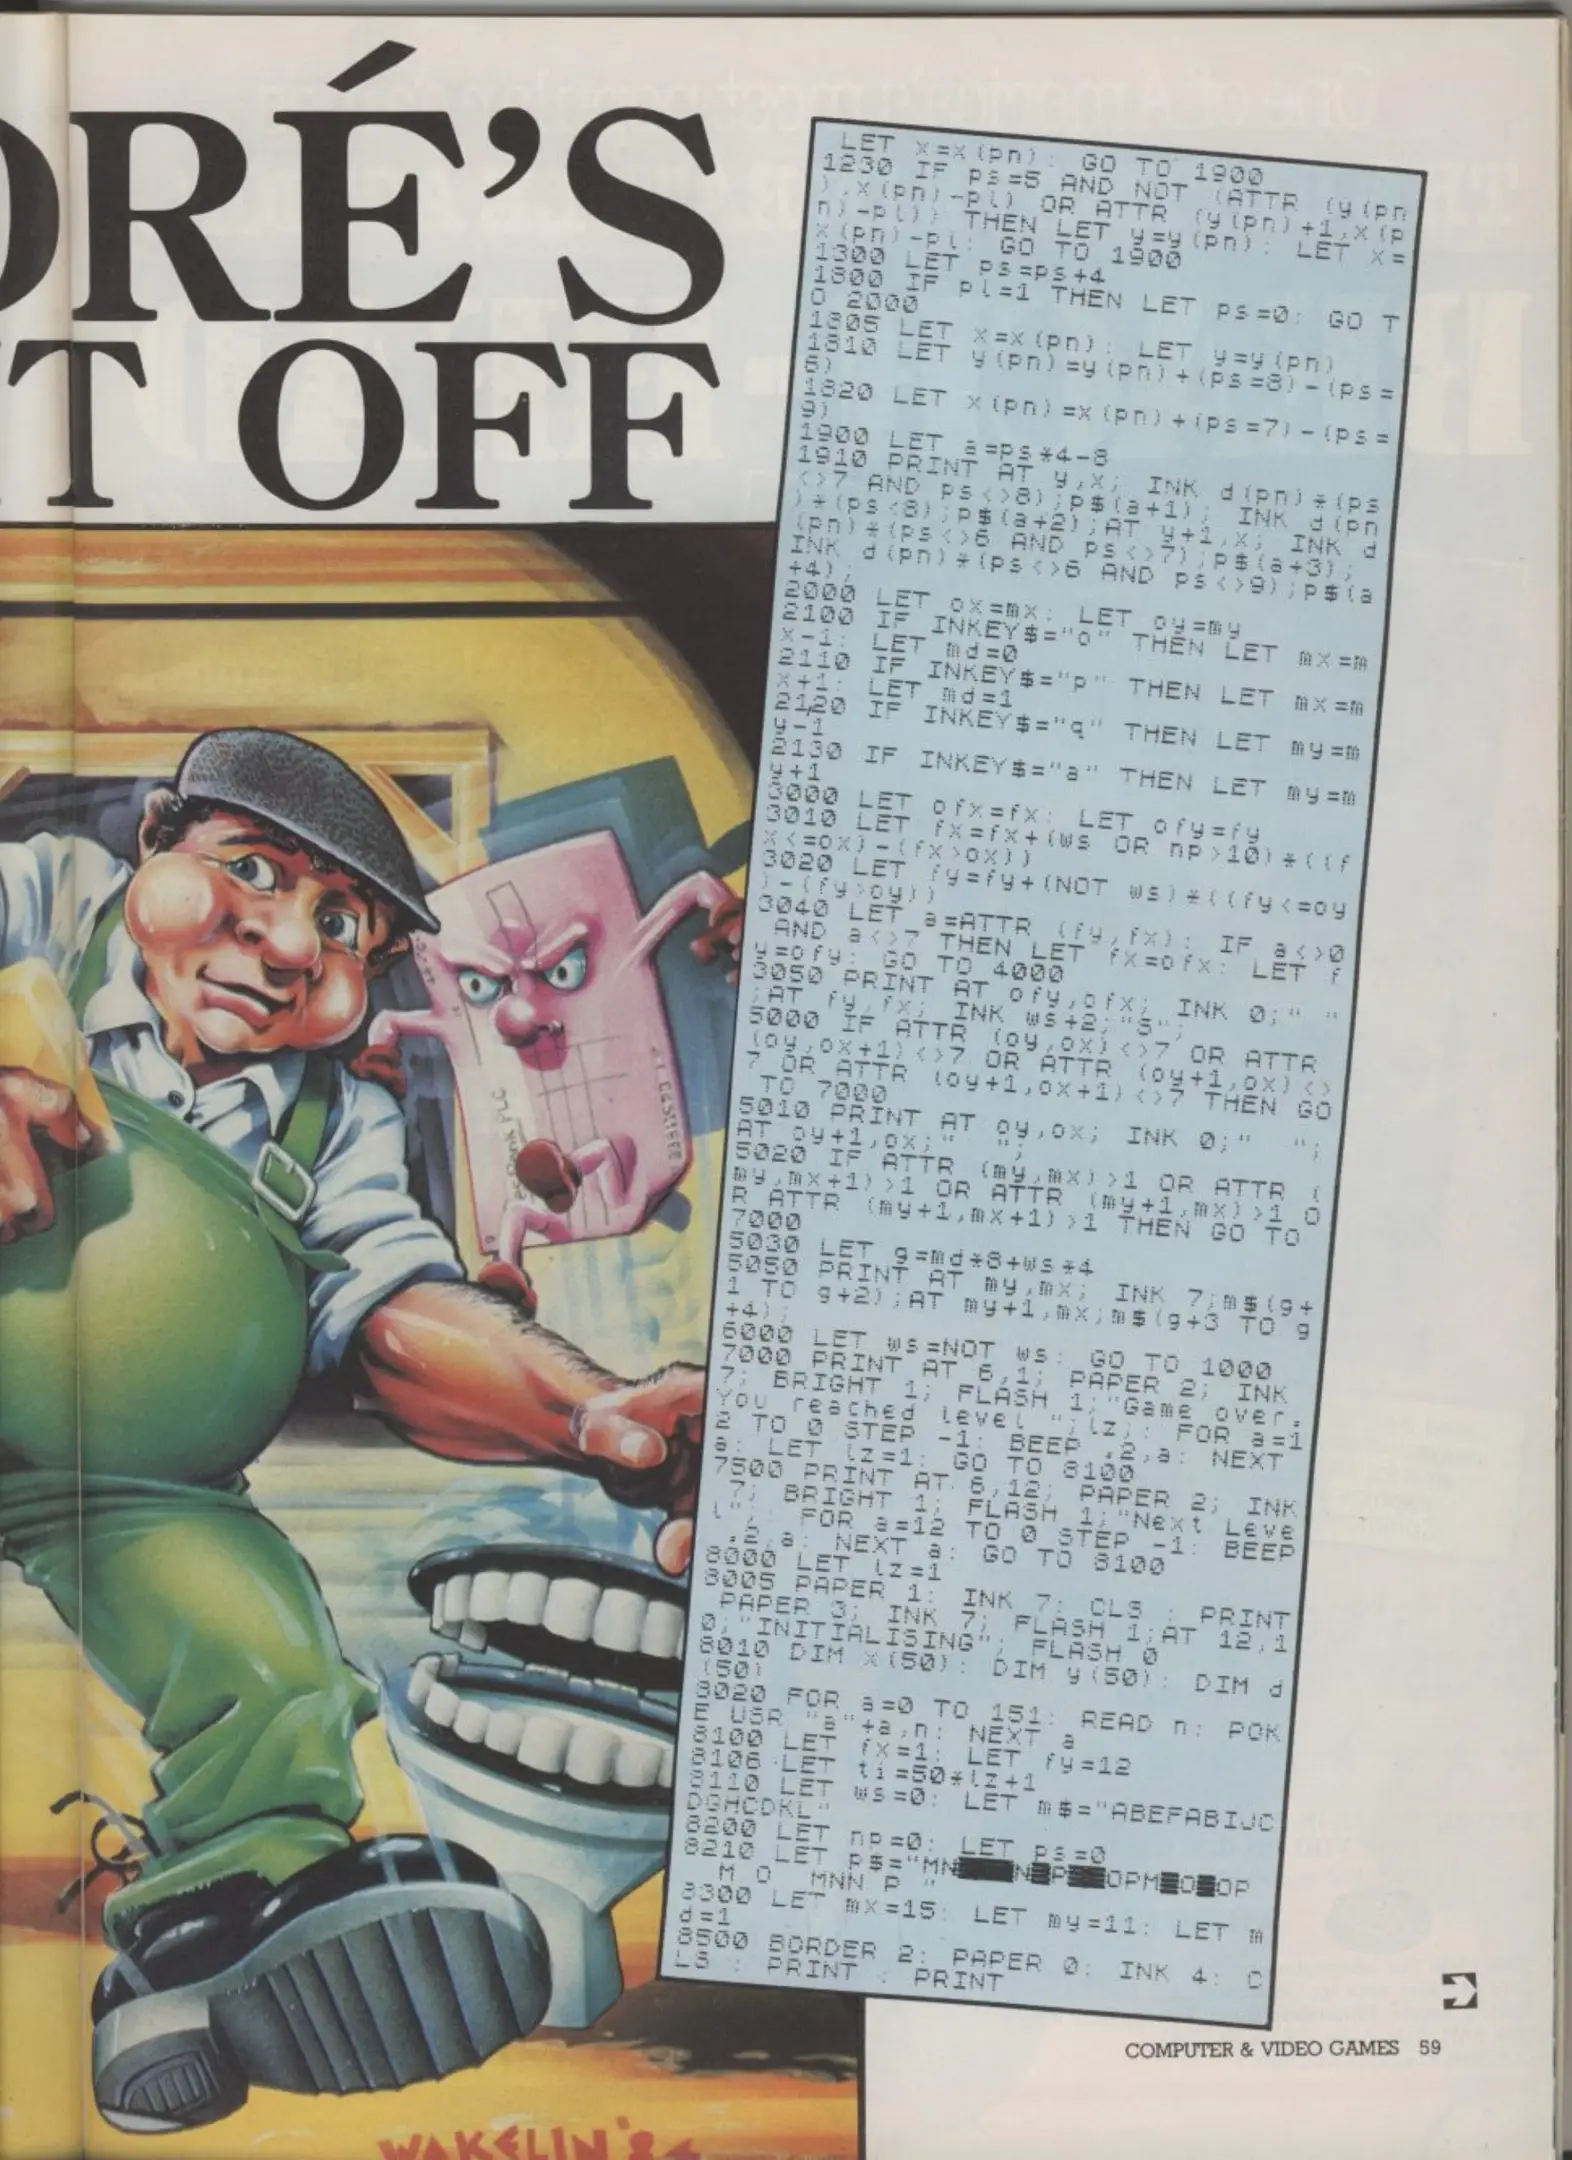 ORÉ'S
T OFF
LET x=x(pn): GO TO 1900
1230 IF ps=5 AND NOT (ATTR (y(pn
),x(pn)-pl) OR ATTR (y(pn)+1,x(p
n)-pl)) THEN LET y=y(pn): LET x=
x(pn)-pl: GO TO 1900
1300 LET ps=ps+4
1800 IF pl=1 THEN LET ps=0: GO T
O 2000
1805 LET x=x(pn): LET y=y(pn)
1810 LET y(pn)=y(pn)+(ps=8)-(ps=
6)
1820 LET x(pn)=x(pn)+(ps=7)-(ps=
9)
1900 LET a=ps*4-8
1910 PRINT AT y,x; INK d(pn)*(ps
<>7 AND ps<>8);p$(a+1); INK d(pn
)*(ps<8);p$(a+2);AT y+1,x; INK d
(pn)*(ps<>6 AND ps<>7);p$(a+3);
INK d(pn)*(ps<>6 AND ps<>9);p$(a
+4);
2000 LET ox=mx: LET oy=my
2100 IF INKEY$="o" THEN LET mx=m
x-1: LET md=0
2110 IF INKEY$="p" THEN LET mx=m
x+1: LET md=1
2120 IF INKEY$="q" THEN LET my=m
y-1
2130 IF INKEY$="a" THEN LET my=m
y+1
3000 LET ofx=fx: LET ofy=fy
3010 LET fx=fx+(ws OR np>10)*((f
x<=ox)-(fx>ox))
3020 LET fy=fy+(NOT ws)*((fy<=oy
)-(fy>oy))
3040 LET a=ATTR (fy,fx): IF a<>0
AND a<>7 THEN LET fx=ofx: LET f
y=ofy: GO TO 4000
3050 PRINT AT ofy,ofx; INK 0;" "
;AT fy,fx; INK ws+2;"S";
5000 IF ATTR (oy,ox)<>7 OR ATTR
(oy,ox+1)<>7 OR ATTR (oy+1,ox)<>
7 OR ATTR (oy+1,ox+1)<>7 THEN GO
TO 7000
5010 PRINT AT oy,ox; INK 0;"  ";
AT oy+1,ox;"  ";
5020 IF ATTR (my,mx)>1 OR ATTR (
my,mx+1)>1 OR ATTR (my+1,mx)>1 O
R ATTR (my+1,mx+1)>1 THEN GO TO
7000
5030 LET g=md*8+ws*4
5050 PRINT AT my,mx; INK 7;m$(g+
1 TO g+2);AT my+1,mx;m$(g+3 TO g
+4);
6000 LET ws=NOT ws: GO TO 1000
7000 PRINT AT 6,1; PAPER 2; INK
7; BRIGHT 1; FLASH 1;"Game over.
You reached level ";lz;: FOR a=1
2 TO 0 STEP -1: BEEP .2,a: NEXT
a: LET lz=1: GO TO 8100
7500 PRINT AT 6,12; PAPER 2; INK
7; BRIGHT 1; FLASH 1;"Next Leve
l";: FOR a=12 TO 0 STEP -1: BEEP
.2,a: NEXT a: GO TO 8100
8000 LET lz=1
8005 PAPER 1: INK 7: CLS : PRINT
PAPER 3; INK 7; FLASH 1;AT 12,1
0;"INITIALISING"; FLASH 0
8010 DIM x(50): DIM y(50): DIM d
(50)
8020 FOR a=0 TO 151: READ n: POK
E USR "a"+a,n: NEXT a
8100 LET fx=1: LET fy=12
8106 LET ti=50*lz+1
8110 LET ws=0: LET m$="ABEFABIJC
DGHCDKL"
8200 LET np=0: LET ps=0
8210 LET p$="MN N P OPM O OP
M O  MNN P "
8300 LET mx=15: LET my=11: LET m
d=1
8500 BORDER 2: PAPER 0: INK 4: C
LS : PRINT : PRINT
Bank PLC
WAKELIN '84
COMPUTER & VIDEO GAMES 59